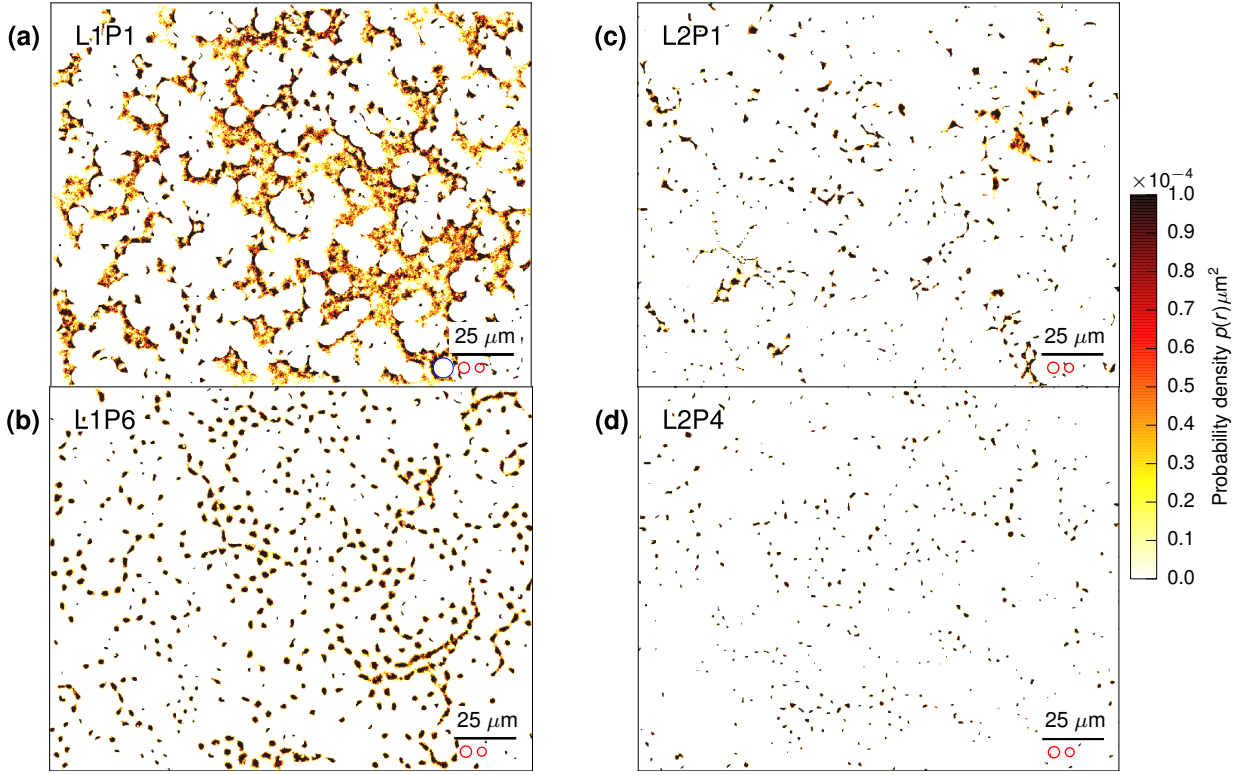 (a) L1P1
25 μm
(c) L2P1
25 μm
(b) L1P6
25 μm
(d) L2P4
25 μm
×10⁻⁴
1.0
0.9
0.8
0.7
0.6
0.5
0.4
0.3
0.2
0.1
0.0
Probability density p(r)μm²